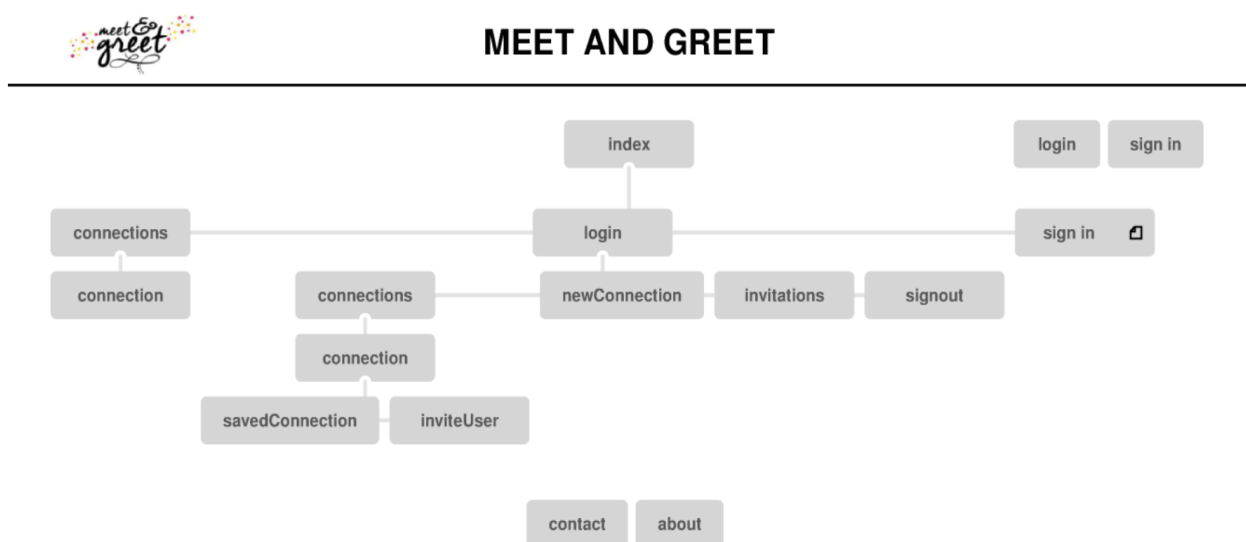 meet &
greet
MEET AND GREET
index
login sign in
connections login sign in
connection connections newConnection invitations signout
connection
savedConnection inviteUser
contact about